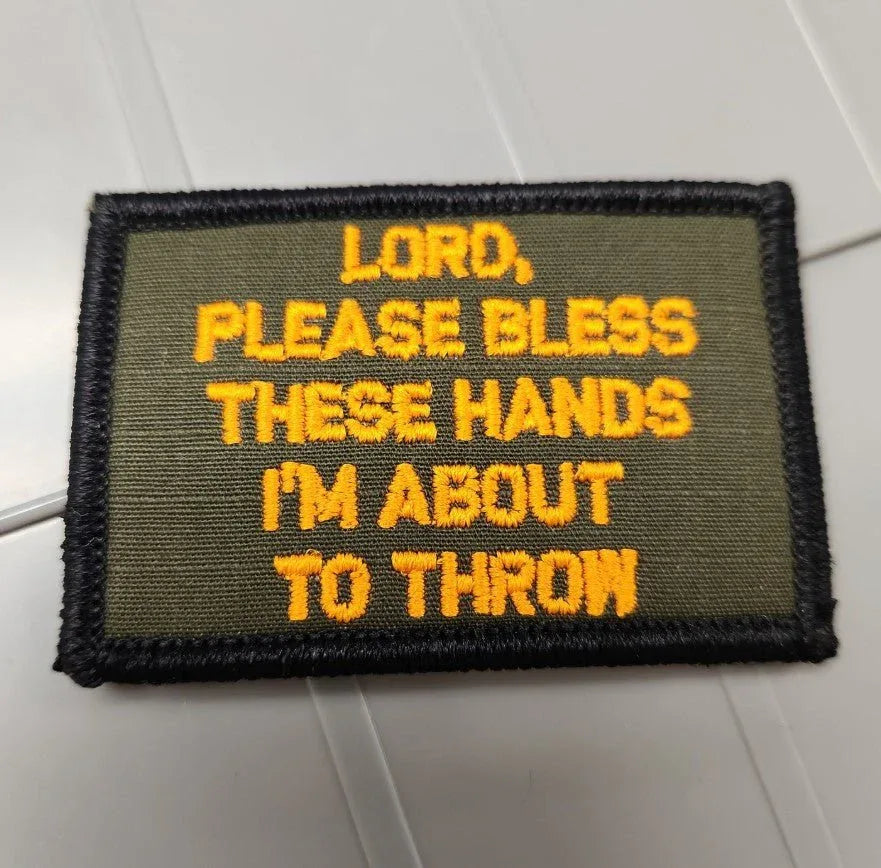 LORD,
PLEASE BLESS
THESE HANDS
I'M ABOUT
TO THROW